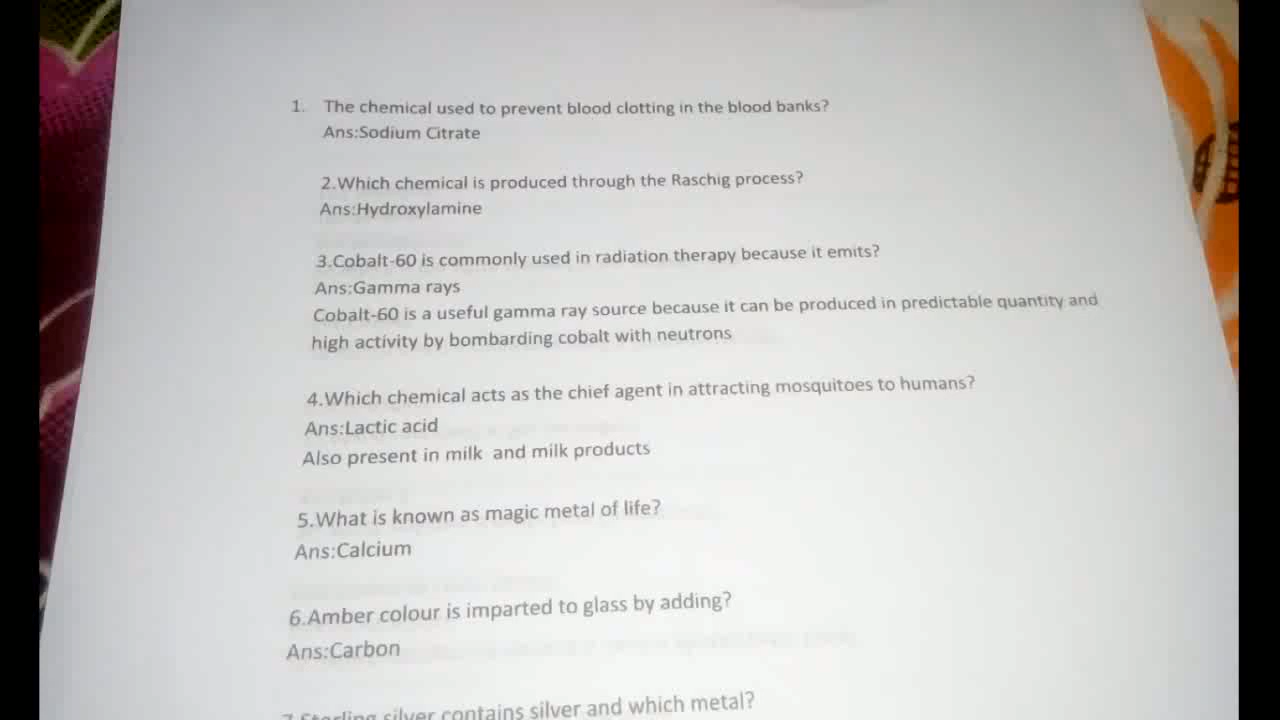 1. The chemical used to prevent blood clotting in the blood banks?
Ans:Sodium Citrate
2.Which chemical is produced through the Raschig process?
Ans:Hydroxylamine
3.Cobalt-60 is commonly used in radiation therapy because it emits?
Ans:Gamma rays
Cobalt-60 is a useful gamma ray source because it can be produced in predictable quantity and
high activity by bombarding cobalt with neutrons
4.Which chemical acts as the chief agent in attracting mosquitoes to humans?
Ans:Lactic acid
Also present in milk and milk products
5.What is known as magic metal of life?
Ans:Calcium
6.Amber colour is imparted to glass by adding?
Ans:Carbon
7.Sterling silver contains silver and which metal?